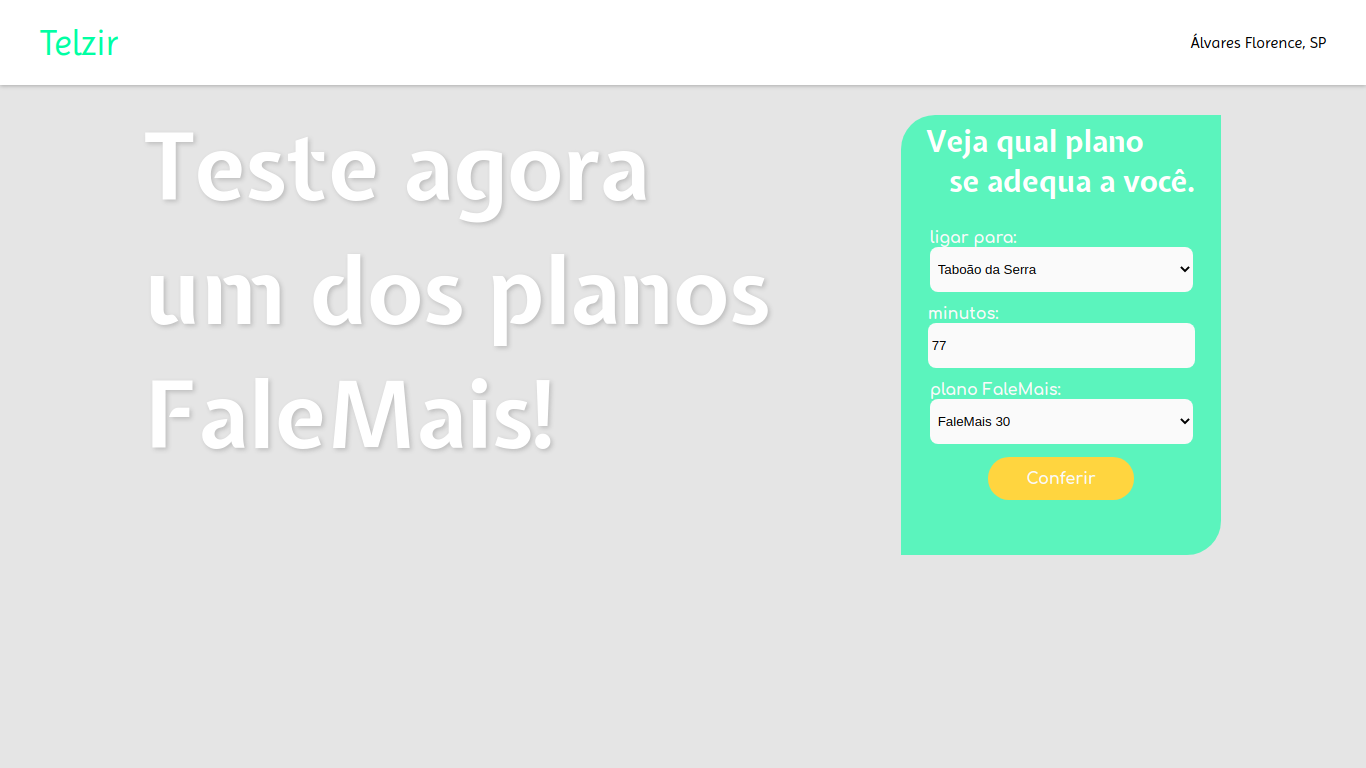 Telzir
Álvares Florence, SP
Teste agora
um dos planos
FaleMais!
Veja qual plano
se adequa a você.
ligar para:
Taboão da Serra
minutos:
77
plano FaleMais:
FaleMais 30
Conferir